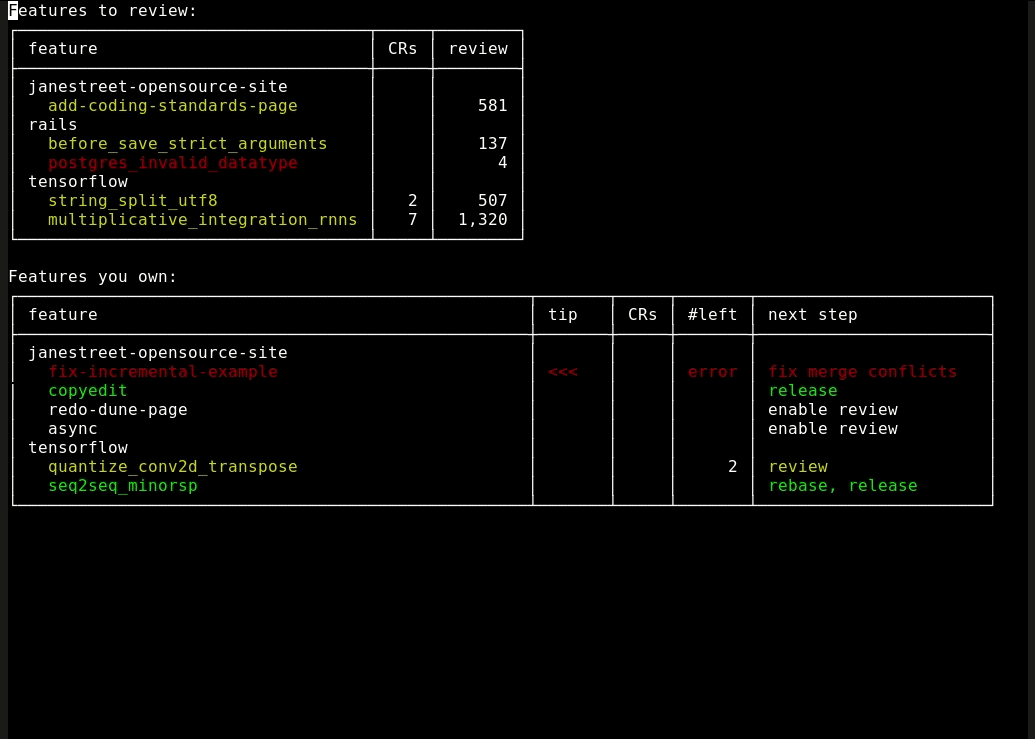 Features to review:
feature CRs review
janestreet-opensource-site
add-coding-standards-page 581
rails
before_save_strict_arguments 137
postgres_invalid_datatype 4
tensorflow
string_split_utf8 2 507
multiplicative_integration_rnns 7 1,320
Features you own:
feature tip CRs #left next step
janestreet-opensource-site
fix-incremental-example <<< error fix merge conflicts
copyedit release
redo-dune-page enable review
async enable review
tensorflow
quantize_conv2d_transpose 2 review
seq2seq_minorsp rebase, release